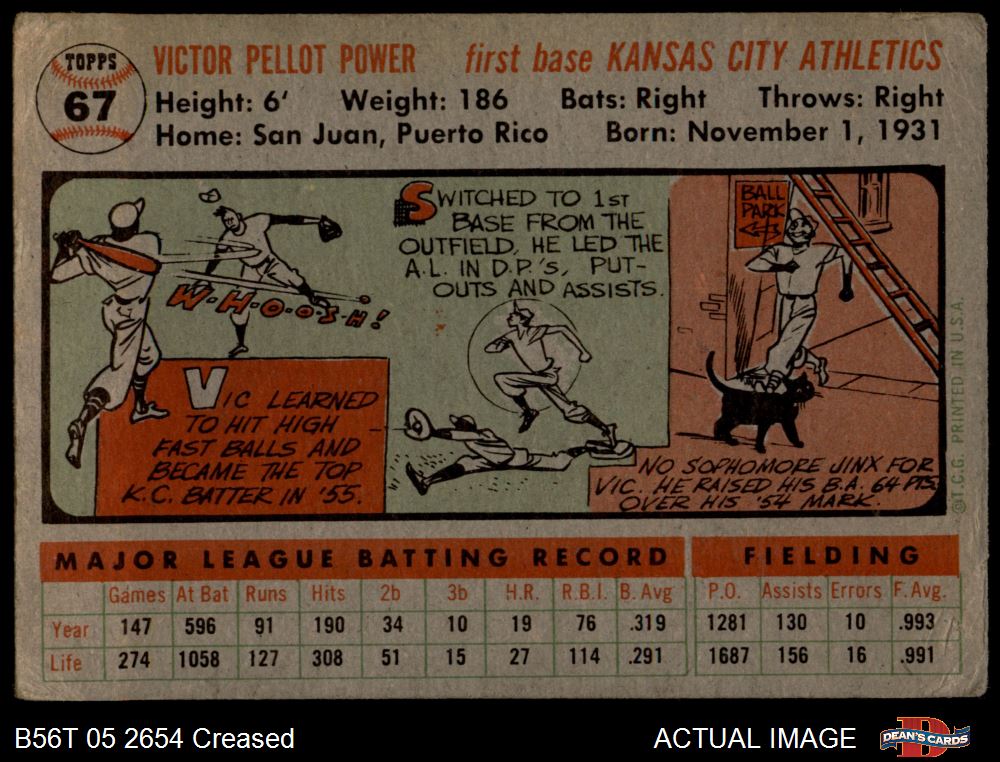 TOPPS
67
VICTOR PELLOT POWER first base KANSAS CITY ATHLETICS
Height: 6' Weight: 186 Bats: Right Throws: Right
Home: San Juan, Puerto Rico Born: November 1, 1931
W-H-O-O-S-H!
VIC LEARNED
TO HIT HIGH
FAST BALLS AND
BECAME THE TOP
K.C. BATTER IN '55.
SWITCHED TO 1ST
BASE FROM THE
OUTFIELD, HE LED THE
A.L. IN D.P.'S, PUT-
OUTS AND ASSISTS.
BALL
PARK
NO SOPHOMORE JINX FOR
VIC. HE RAISED HIS B.A. 64 PTS.
OVER HIS '54 MARK.
©T.C.G. PRINTED IN U.S.A.
MAJOR LEAGUE BATTING RECORD FIELDING
Games At Bat Runs Hits 2b 3b H.R. R.B.I. B. Avg P.O. Assists Errors F. Avg.
Year 147 596 91 190 34 10 19 76 .319 1281 130 10 .993
Life 274 1058 127 308 51 15 27 114 .291 1687 156 16 .991
B56T 05 2654 Creased ACTUAL IMAGE
D
DEAN'S CARDS